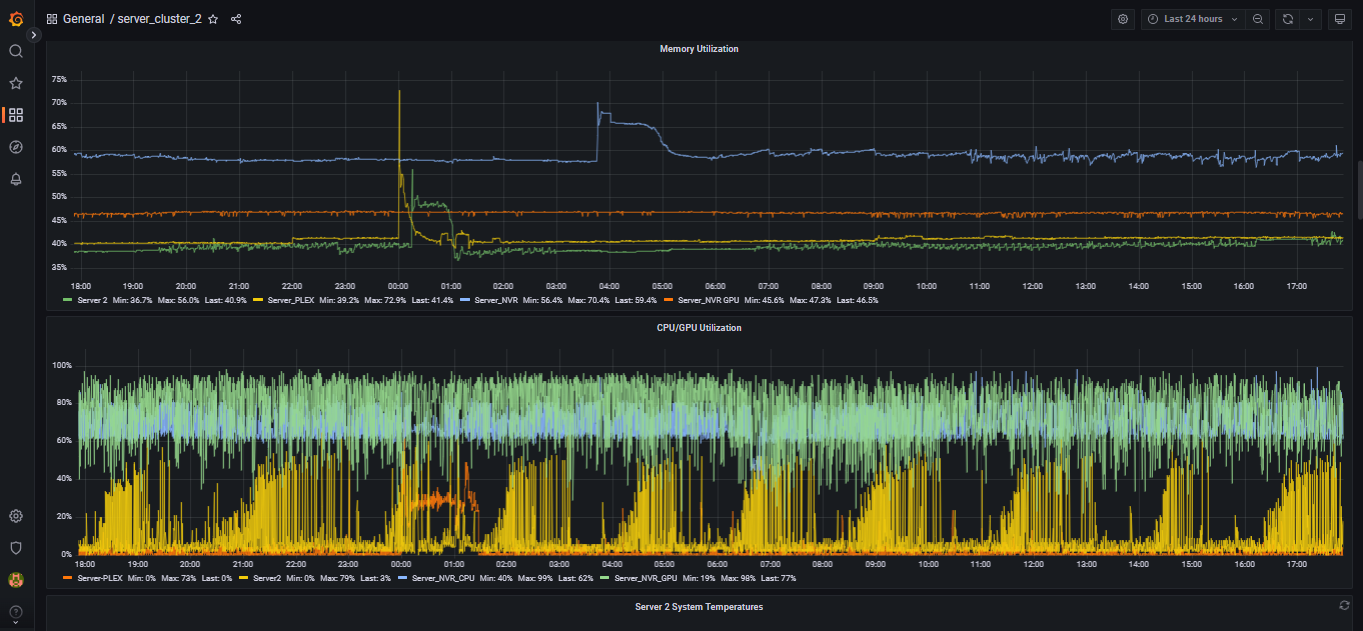 General / server_cluster_2
Last 24 hours
Memory Utilization
75%
70%
65%
60%
55%
50%
45%
40%
35%
18:00 19:00 20:00 21:00 22:00 23:00 00:00 01:00 02:00 03:00 04:00 05:00 06:00 07:00 08:00 09:00 10:00 11:00 12:00 13:00 14:00 15:00 16:00 17:00
Server 2 Min: 36.7% Max: 56.0% Last: 40.9% Server_PLEX Min: 39.2% Max: 72.9% Last: 41.4% Server_NVR Min: 56.4% Max: 70.4% Last: 59.4% Server_NVR GPU Min: 45.6% Max: 47.3% Last: 46.5%
CPU/GPU Utilization
100%
80%
60%
40%
20%
0%
18:00 19:00 20:00 21:00 22:00 23:00 00:00 01:00 02:00 03:00 04:00 05:00 06:00 07:00 08:00 09:00 10:00 11:00 12:00 13:00 14:00 15:00 16:00 17:00
Server-PLEX Min: 0% Max: 73% Last: 0% Server2 Min: 0% Max: 79% Last: 3% Server_NVR_CPU Min: 40% Max: 99% Last: 62% Server_NVR_GPU Min: 19% Max: 98% Last: 77%
Server 2 System Temperatures